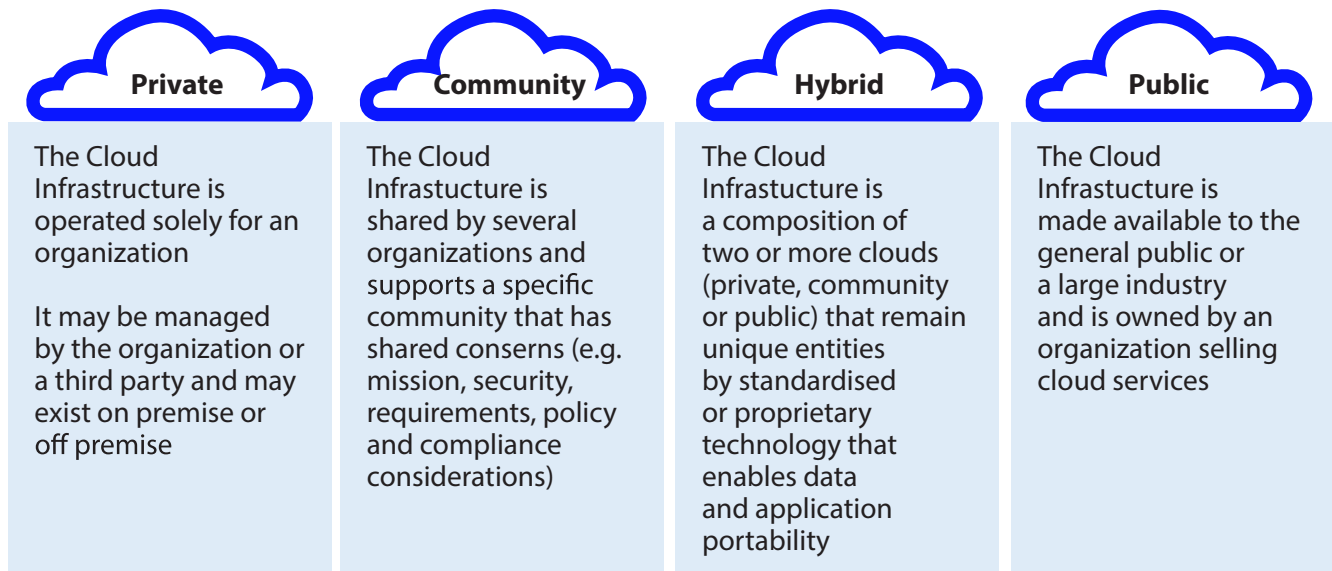 Private
The Cloud
Infrastructure is
operated solely for an
organization
It may be managed
by the organization or
a third party and may
exist on premise or
off premise
Community
The Cloud
Infrastucture is
shared by several
organizations and
supports a specific
community that has
shared conserns (e.g.
mission, security,
requirements, policy
and compliance
considerations)
Hybrid
The Cloud
Infrastucture is
a composition of
two or more clouds
(private, community
or public) that remain
unique entities
by standardised
or proprietary
technology that
enables data
and application
portability
Public
The Cloud
Infrastucture is
made available to the
general public or
a large industry
and is owned by an
organization selling
cloud services